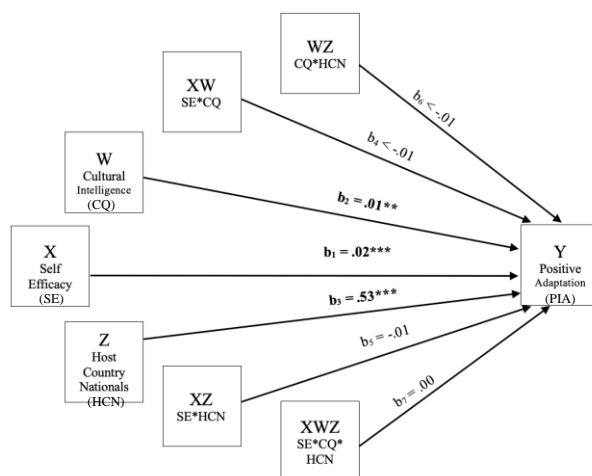 WZ
CQ*HCN
XW
SE*CQ
b₆ < -.01
b₄ < -.01
W
Cultural
Intelligence
(CQ)
b₂ = .01**
X
Self
Efficacy
(SE)
b₁ = .02***
Y
Positive
Adaptation
(PIA)
b₃ = .53***
Z
Host
Country
Nationals
(HCN)
b₅ = -.01
XZ
SE*HCN
b₇ = .00
XWZ
SE*CQ*
HCN